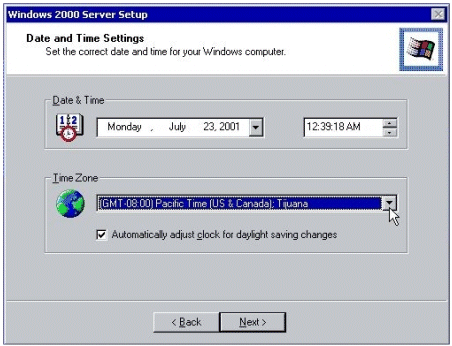 Windows 2000 Server Setup
Date and Time Settings
Set the correct date and time for your Windows computer.
Date & Time
12
Monday , July 23, 2001
12:39:18 AM
Time Zone
(GMT-08:00) Pacific Time (US & Canada); Tijuana
Automatically adjust clock for daylight saving changes
< Back
Next >